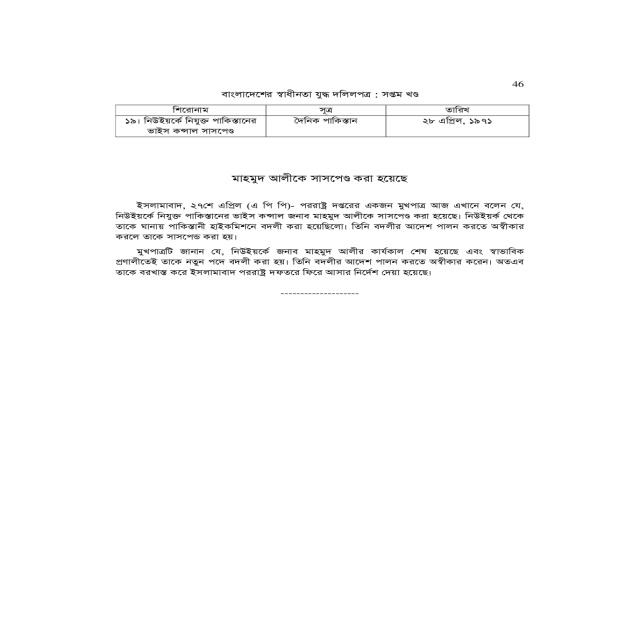 46
বাংলাদেশের স্বাধীনতা যুদ্ধ দলিলপত্র : সপ্তম খণ্ড
শিরোনাম সূত্র তারিখ
১৯। নিউইয়র্কে নিযুক্ত পাকিস্তানের দৈনিক পাকিস্তান ২৮ এপ্রিল, ১৯৭১
ভাইস কন্সাল সাসপেণ্ড
মাহমুদ আলীকে সাসপেণ্ড করা হয়েছে
ইসলামাবাদ, ২৭শে এপ্রিল (এ পি পি)- পররাষ্ট্র দপ্তরের একজন মুখপাত্র আজ এখানে বলেন যে,
নিউইয়র্কে নিযুক্ত পাকিস্তানের ভাইস কন্সাল জনাব মাহমুদ আলীকে সাসপেণ্ড করা হয়েছে। নিউইয়র্ক থেকে
তাকে ঘানায় পাকিস্তানী হাইকমিশনে বদলী করা হয়েছিলো। তিনি বদলীর আদেশ পালন করতে অস্বীকার
করলে তাকে সাসপেন্ড করা হয়।
মুখপাত্রটি জানান যে, নিউইয়র্কে জনাব মাহমুদ আলীর কার্যকাল শেষ হয়েছে এবং স্বাভাবিক
প্রণালীতেই তাকে নতুন পদে বদলী করা হয়। তিনি বদলীর আদেশ পালন করতে অস্বীকার করেন। অতএব
তাকে বরখাস্ত করে ইসলামাবাদ পররাষ্ট্র দফতরে ফিরে আসার নির্দেশ দেয়া হয়েছে।
--------------------